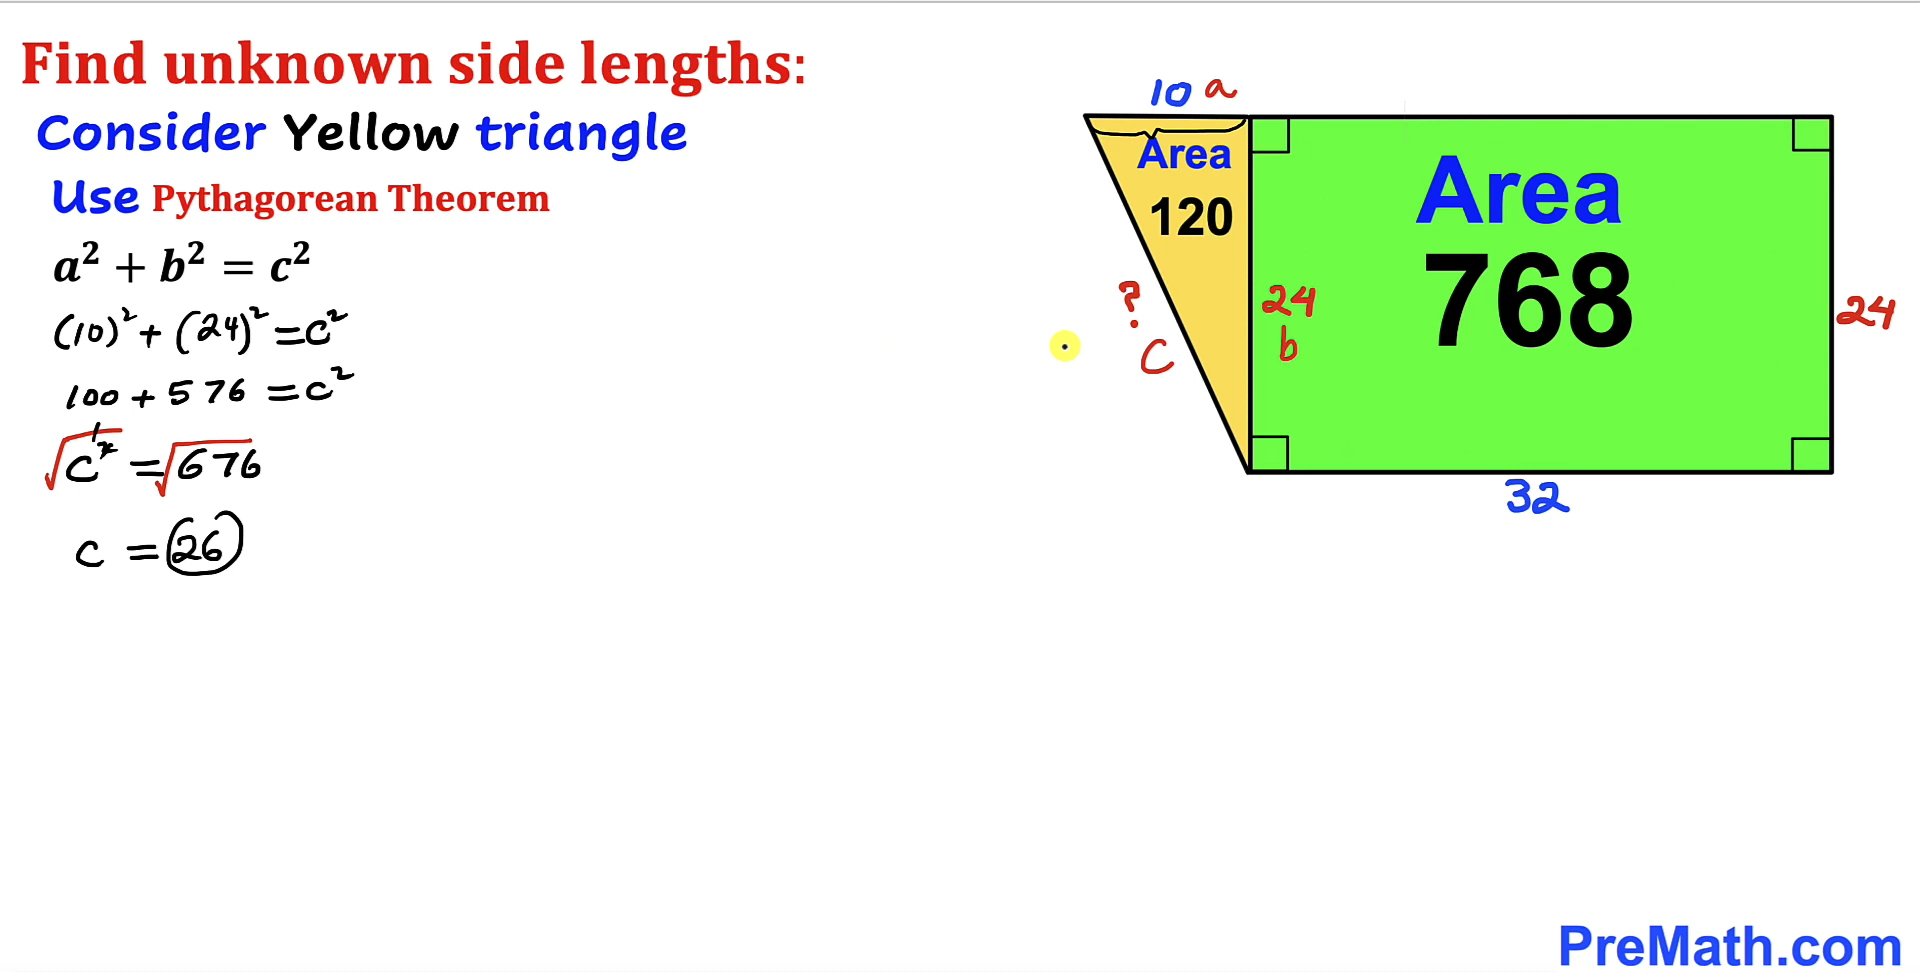 Find unknown side lengths:
Consider Yellow triangle
Use Pythagorean Theorem
a² + b² = c²
(10)² + (24)² = c²
100 + 576 = c²
√c² = √676
c = 26
10 a
Area
120
?
c
24
b
Area
768
24
32
PreMath.com